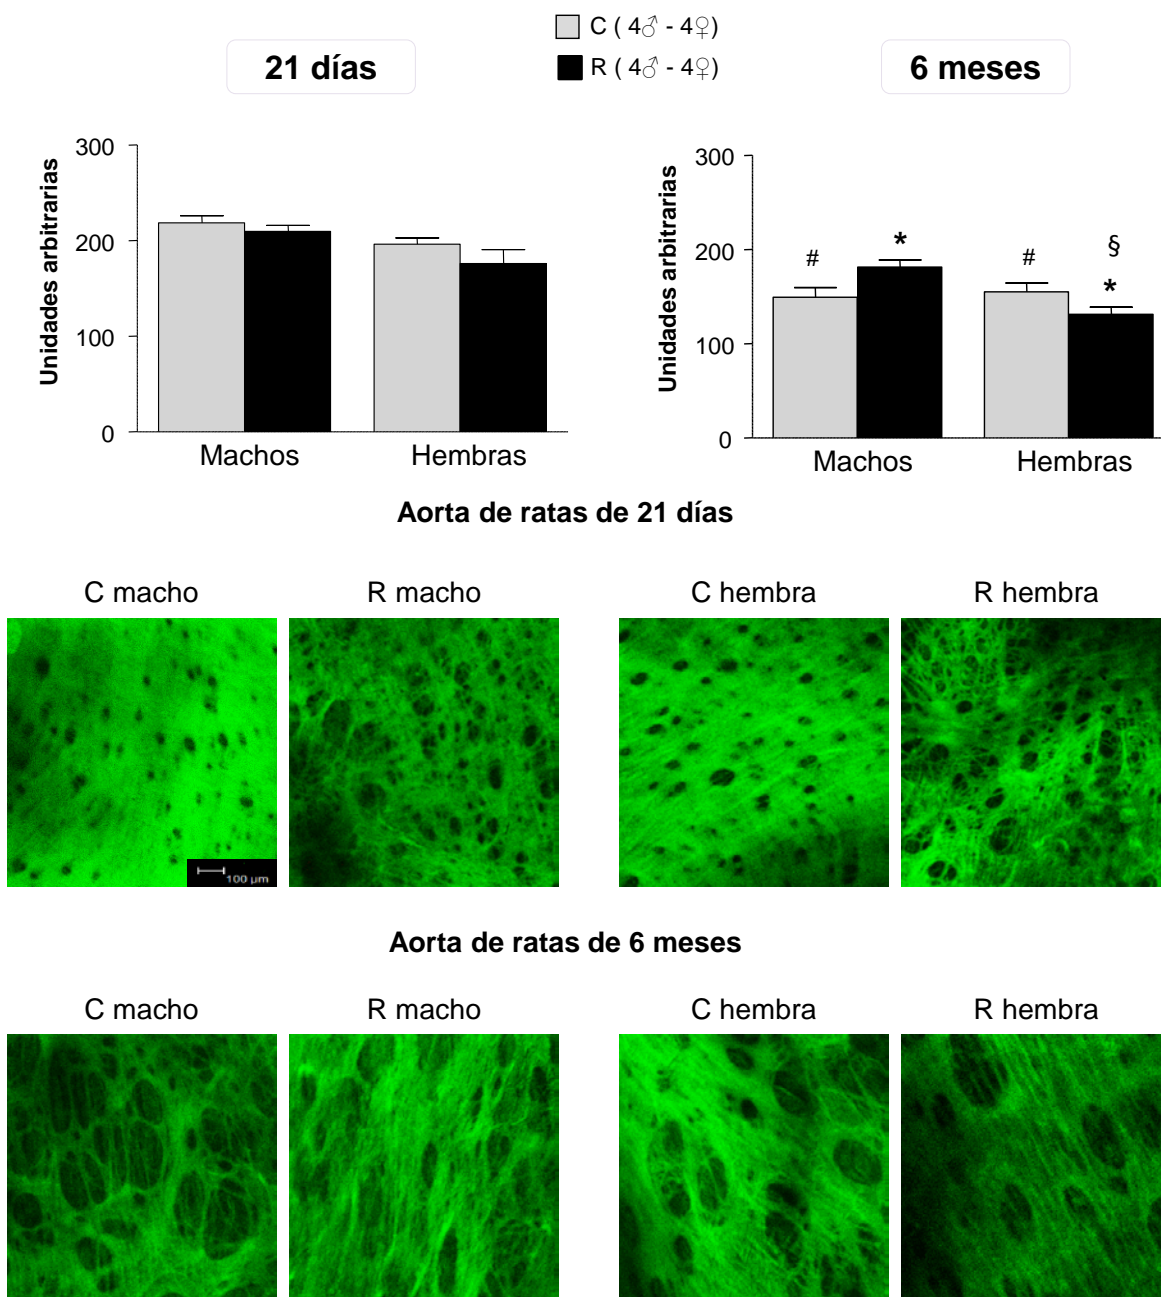 C ( 4♂ - 4♀)
R ( 4♂ - 4♀)
21 días
6 meses
Unidades arbitrarias
300
200
100
0
Machos
Hembras
Unidades arbitrarias
300
200
100
0
#
*
#
§
*
Machos
Hembras
Aorta de ratas de 21 días
C macho
R macho
C hembra
R hembra
100 µm
Aorta de ratas de 6 meses
C macho
R macho
C hembra
R hembra